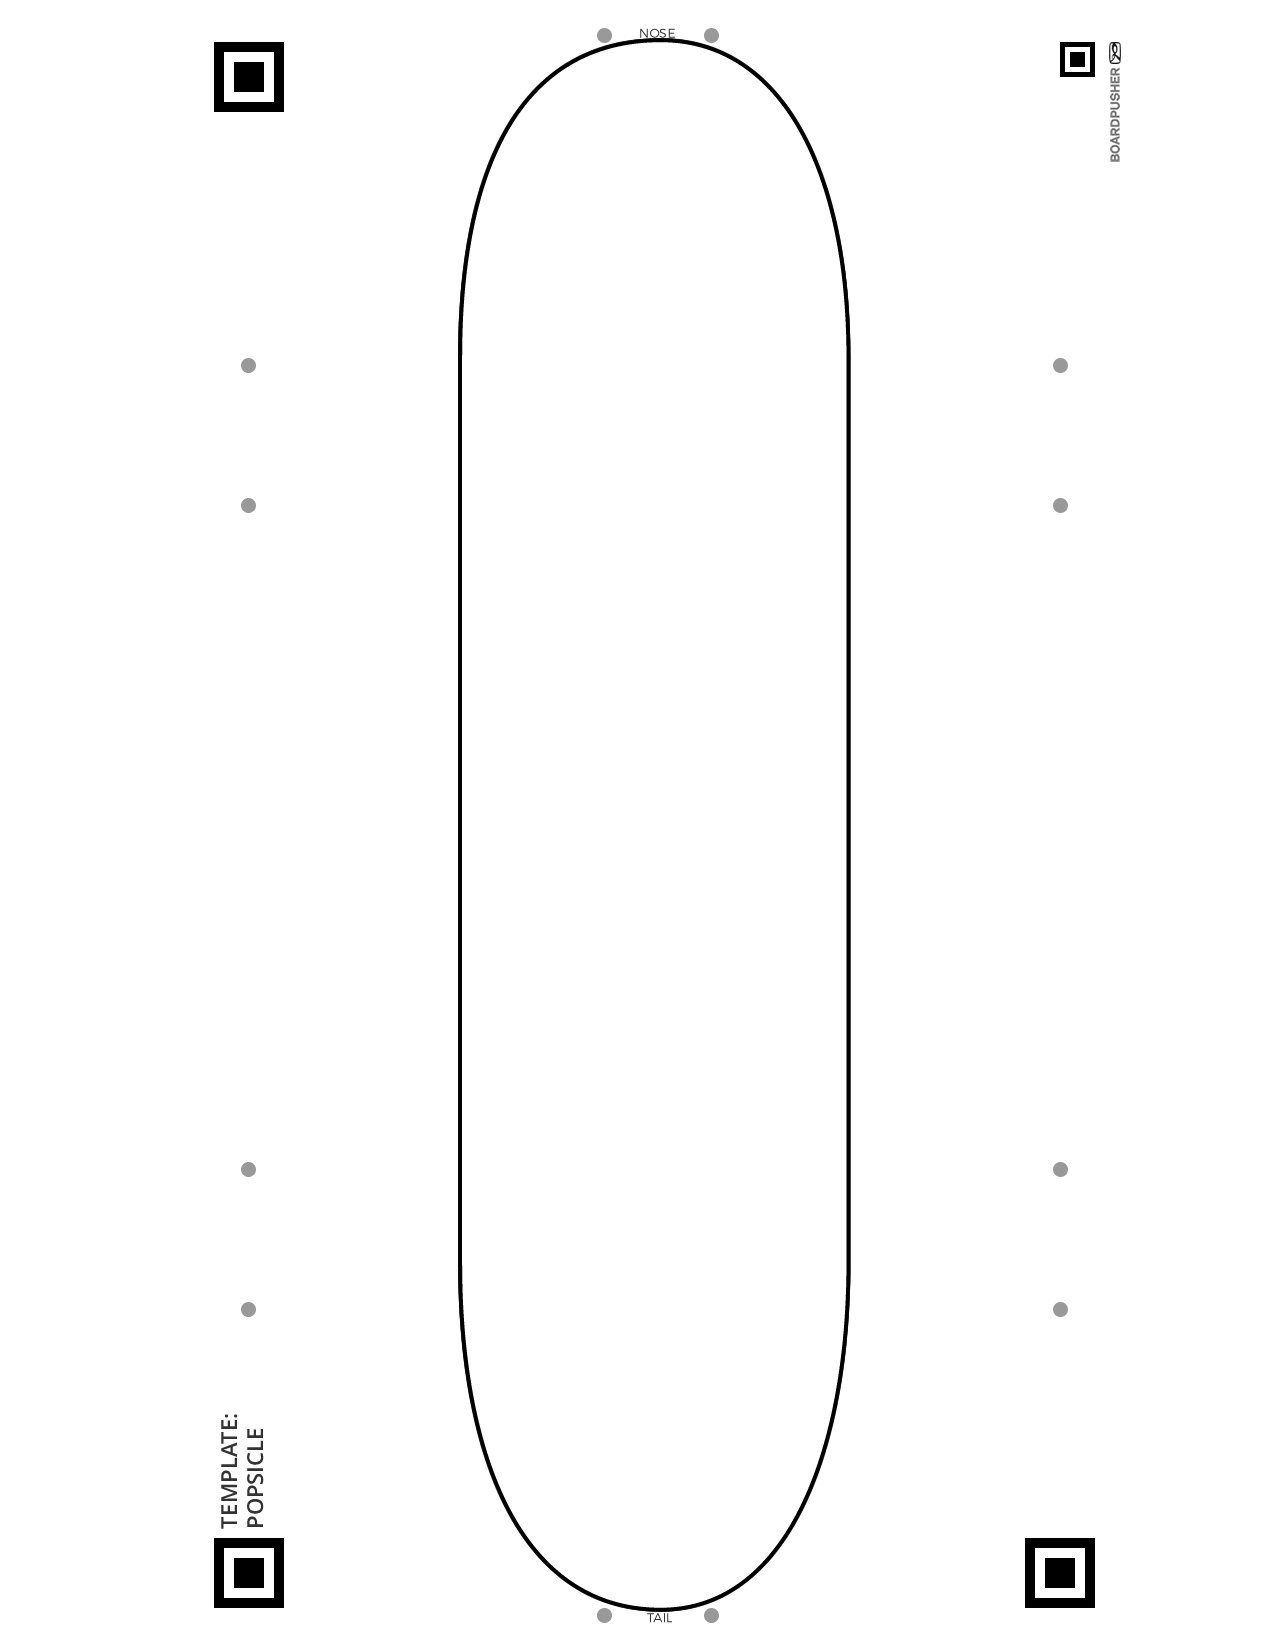 NOSE
BOARDPUSHER
TEMPLATE:
POPSICLE
TAIL